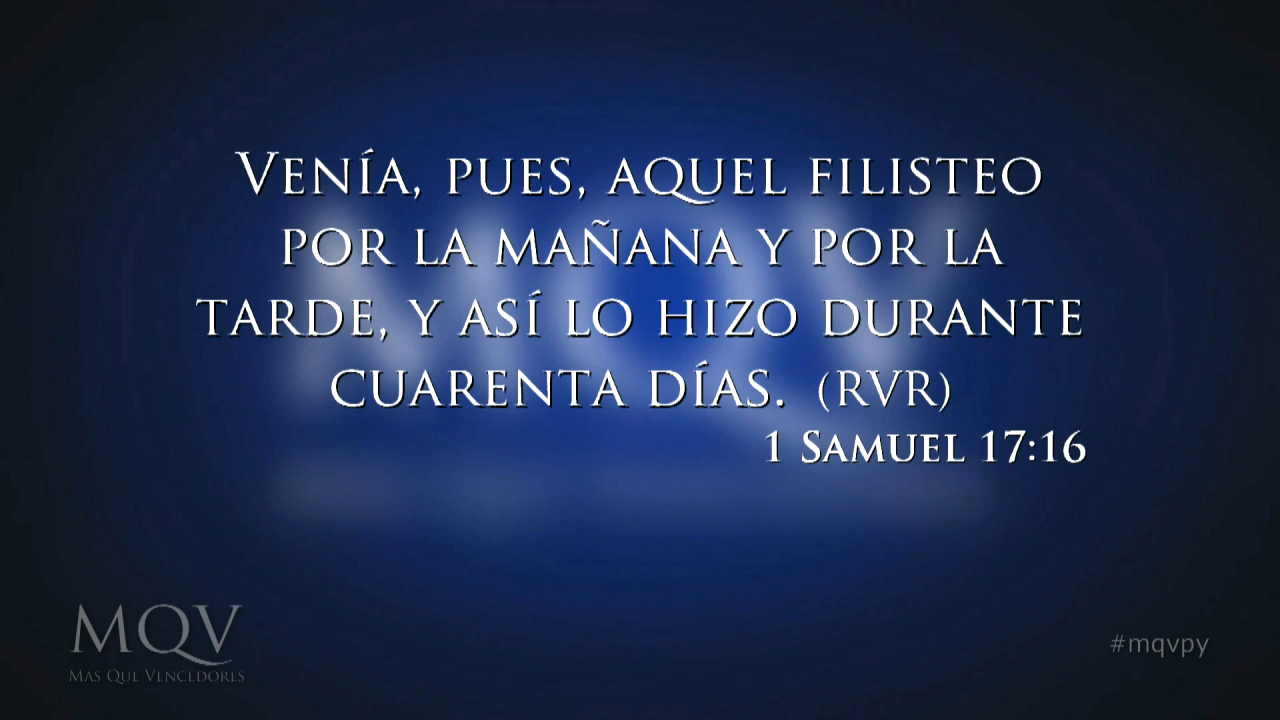 Venía, pues, aquel filisteo
por la mañana y por la
tarde, y así lo hizo durante
cuarenta días. (RVR)
1 Samuel 17:16
MQV
Mas Que Vencedores
#mqvpy